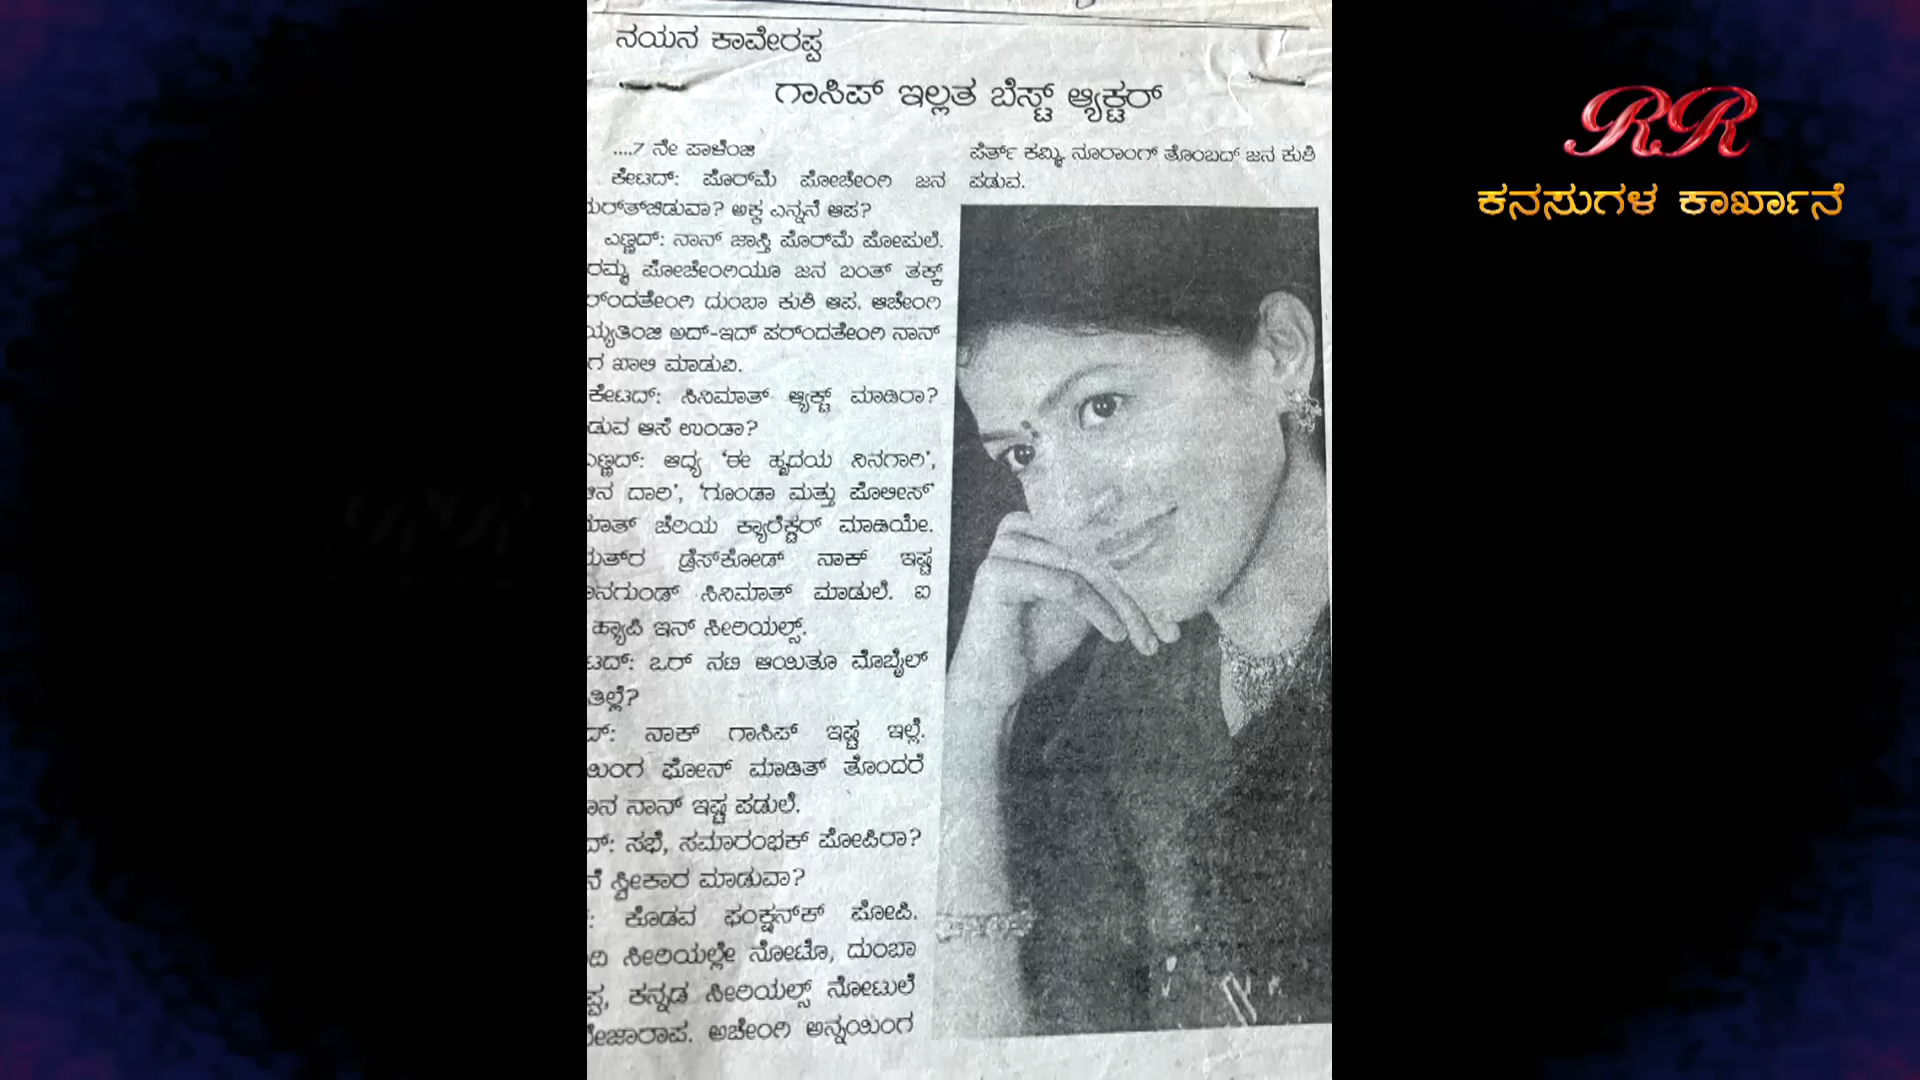 ನಯನ ಕಾವೇರಪ್ಪ
ಗಾಸಿಪ್ ಇಲ್ಲತ ಬೆಸ್ಟ್ ಆ್ಯಕ್ಟರ್
....7 ನೇ ಪಾಳೆಂಜಿ
ಕೇಟದ್: ಪೊರ್‌ಮೆ ಪೋಚೇಂಗಿ ಜನ
ಅಕ್ಕ ಎನ್ನನೆ ಆಪ?
ಎಣ್ಣದ್: ನಾನ್ ಜಾಸ್ತಿ ಪೊರ್‌ಮೆ ಪೋಪುಲೆ.
ಪೋಚೇಂಗಿಯೂ ಜನ ಬಂತ್ ತಕ್ಕ್
ದುಂಬಾ ಕುಶಿ ಆಪ. ಆಚೇಂಗಿ
ಅದ್-ಇದ್ ಪರ್‌ಂದತೇಂಗಿ ನಾನ್
ಖಾಲಿ ಮಾಡುವಿ.
ಕೇಟದ್: ಸಿನಿಮಾತ್ ಆ್ಯಕ್ಟ್ ಮಾಡಿರಾ?
ಆಸೆ ಉಂಡಾ?
ಆದ್ಯ 'ಈ ಹೃದಯ ನಿನಗಾಗಿ',
ದಾರಿ', 'ಗೂಂಡಾ ಮತ್ತು ಪೊಲೀಸ್'
ಚೆರಿಯ ಕ್ಯಾರೆಕ್ಟರ್ ಮಾಡಿಯೇ.
ಡ್ರೆಸ್‌ಕೋಡ್ ನಾಕ್ ಇಷ್ಟ
ಸಿನಿಮಾತ್ ಮಾಡುಲೆ. ಐ
ಹ್ಯಾಪಿ ಇನ್ ಸೀರಿಯಲ್ಸ್.
ಒರ್ ನಟಿ ಆಯಿತೂ ಮೊಬೈಲ್
ನಾಕ್ ಗಾಸಿಪ್ ಇಷ್ಟ ಇಲ್ಲೆ.
ಫೋನ್ ಮಾಡಿತ್ ತೊಂದರೆ
ನಾನ್ ಇಷ್ಟ ಪಡುಲೆ.
ಸಭೆ, ಸಮಾರಂಭಕ್ ಪೋಪಿರಾ?
ಸ್ವೀಕಾರ ಮಾಡುವಾ?
ಕೊಡವ ಫಂಕ್ಷನ್‌ಕ್ ಪೋಪಿ.
ಸೀರಿಯಲ್ಲೇ ನೋಟೊ, ದುಂಬಾ
ಕನ್ನಡ ಸೀರಿಯಲ್ಸ್ ನೋಟುಲೆ
ಅಚೇಂಗಿ ಅನ್ನಯಿಂಗ
ಪೆರ್ತ್ ಕಮ್ಮಿ. ನೂರಾಂಗ್ ತೊಂಬದ್ ಜನ ಕುಶಿ
ಪಡುವ.
RR
ಕನಸುಗಳ ಕಾರ್ಖಾನೆ